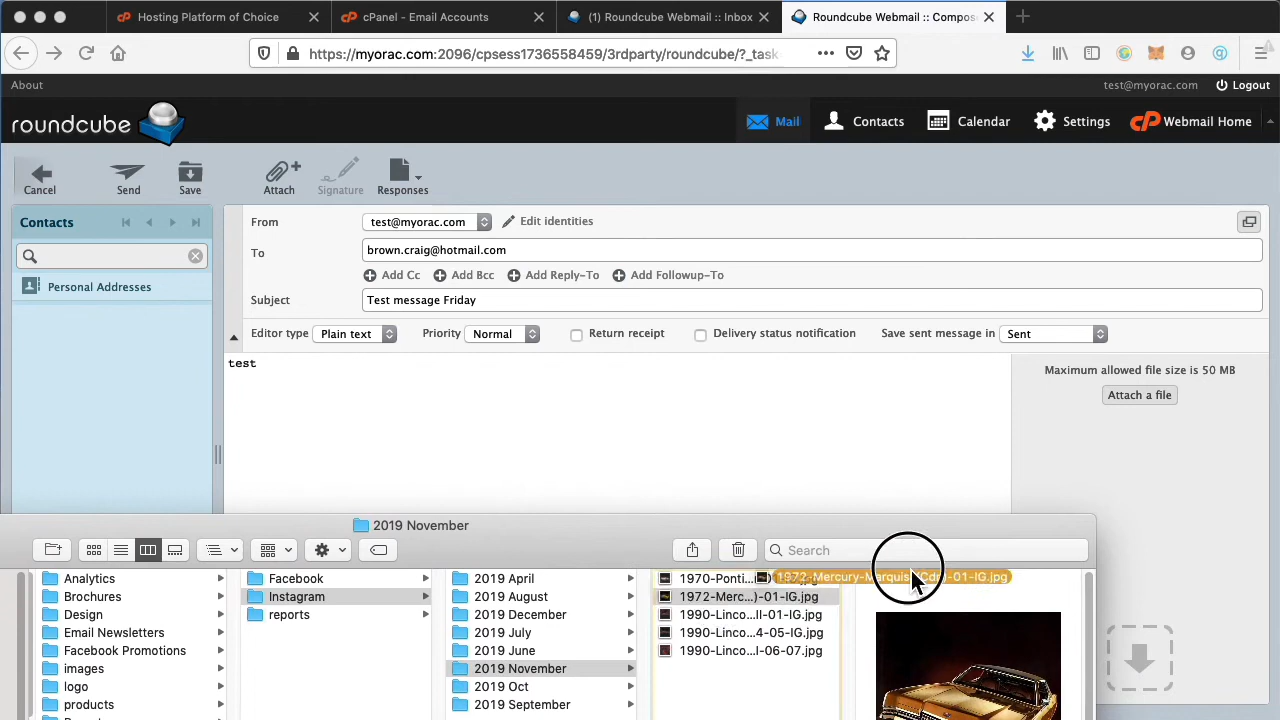 Hosting Platform of Choice
cPanel - Email Accounts
(1) Roundcube Webmail :: Inbox
Roundcube Webmail :: Compos
https://myorac.com:2096/cpsess1736558459/3rdparty/roundcube/?_task
About
test@myorac.com
Logout
roundcube
Mail
Contacts
Calendar
Settings
cP Webmail Home
Cancel
Send
Save
Attach
Signature
Responses
Contacts
Personal Addresses
From
test@myorac.com
Edit identities
To
brown.craig@hotmail.com
Add Cc
Add Bcc
Add Reply-To
Add Followup-To
Subject
Test message Friday
Editor type
Plain text
Priority
Normal
Return receipt
Delivery status notification
Save sent message in
Sent
test
Maximum allowed file size is 50 MB
Attach a file
2019 November
Search
Analytics
Brochures
Design
Email Newsletters
Facebook Promotions
images
logo
products
Facebook
Instagram
reports
2019 April
2019 August
2019 December
2019 July
2019 June
2019 November
2019 Oct
2019 September
1970-Ponti
1972-Merc...)-01-IG.jpg
1990-Linco...II-01-IG.jpg
1990-Linco...4-05-IG.jpg
1990-Linco...I-06-07.jpg
1972-Mercury-Marquis
-01-IG.jpg